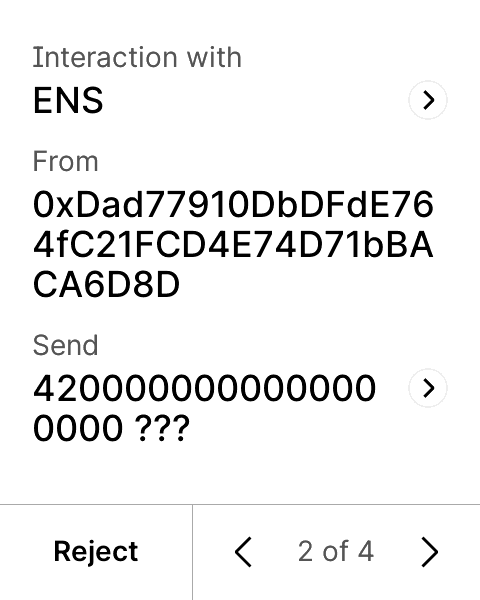 Interaction with
ENS
From
0xDad77910DbDFdE76
4fC21FCD4E74D71bBA
CA6D8D
Send
420000000000000
0000 ???
Reject
2 of 4